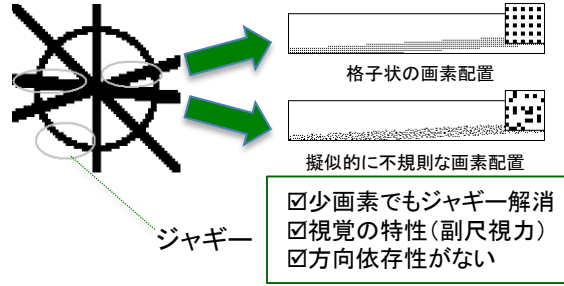 格子状の画素配置
擬似的に不規則な画素配置
ジャギー
☑少画素でもジャギー解消
☑視覚の特性（副尺視力）
☑方向依存性がない